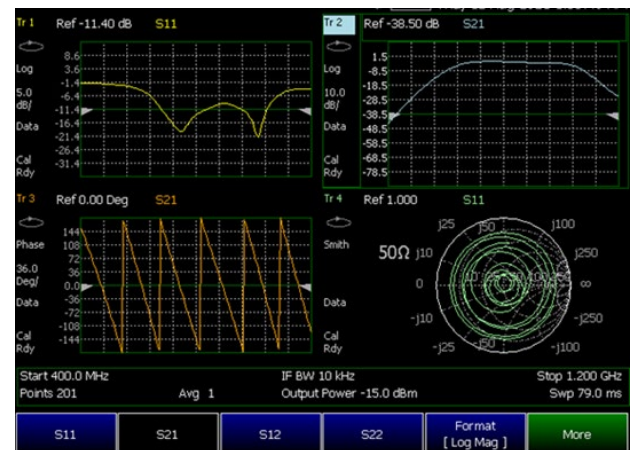 Tr 1 Ref -11.40 dB S11
Log
5.0
dB/
Data
Cal
Rdy
8.6
3.6
-1.4
-6.4
-11.4
-16.4
-21.4
-26.4
-31.4
Tr 2 Ref -38.50 dB S21
Log
10.0
dB/
Data
Cal
Rdy
1.5
-8.5
-18.5
-28.5
-38.5
-48.5
-58.5
-68.5
-78.5
Tr 3 Ref 0.00 Deg S21
Phase
36.0
Deg/
Data
Cal
Rdy
144
108
72
36
0.0
-36
-72
-108
-144
Tr 4 Ref 1.000 S11
Smith
Data
Cal
Rdy
50Ω
j10
j25
j50
j100
j250
0
∞
-j10
-j25
-j50
-j100
-j250
Start 400.0 MHz IF BW 10 kHz Stop 1.200 GHz
Points 201 Avg 1 Output Power -15.0 dBm Swp 79.0 ms
S11 S21 S12 S22 Format More
[ Log Mag ]